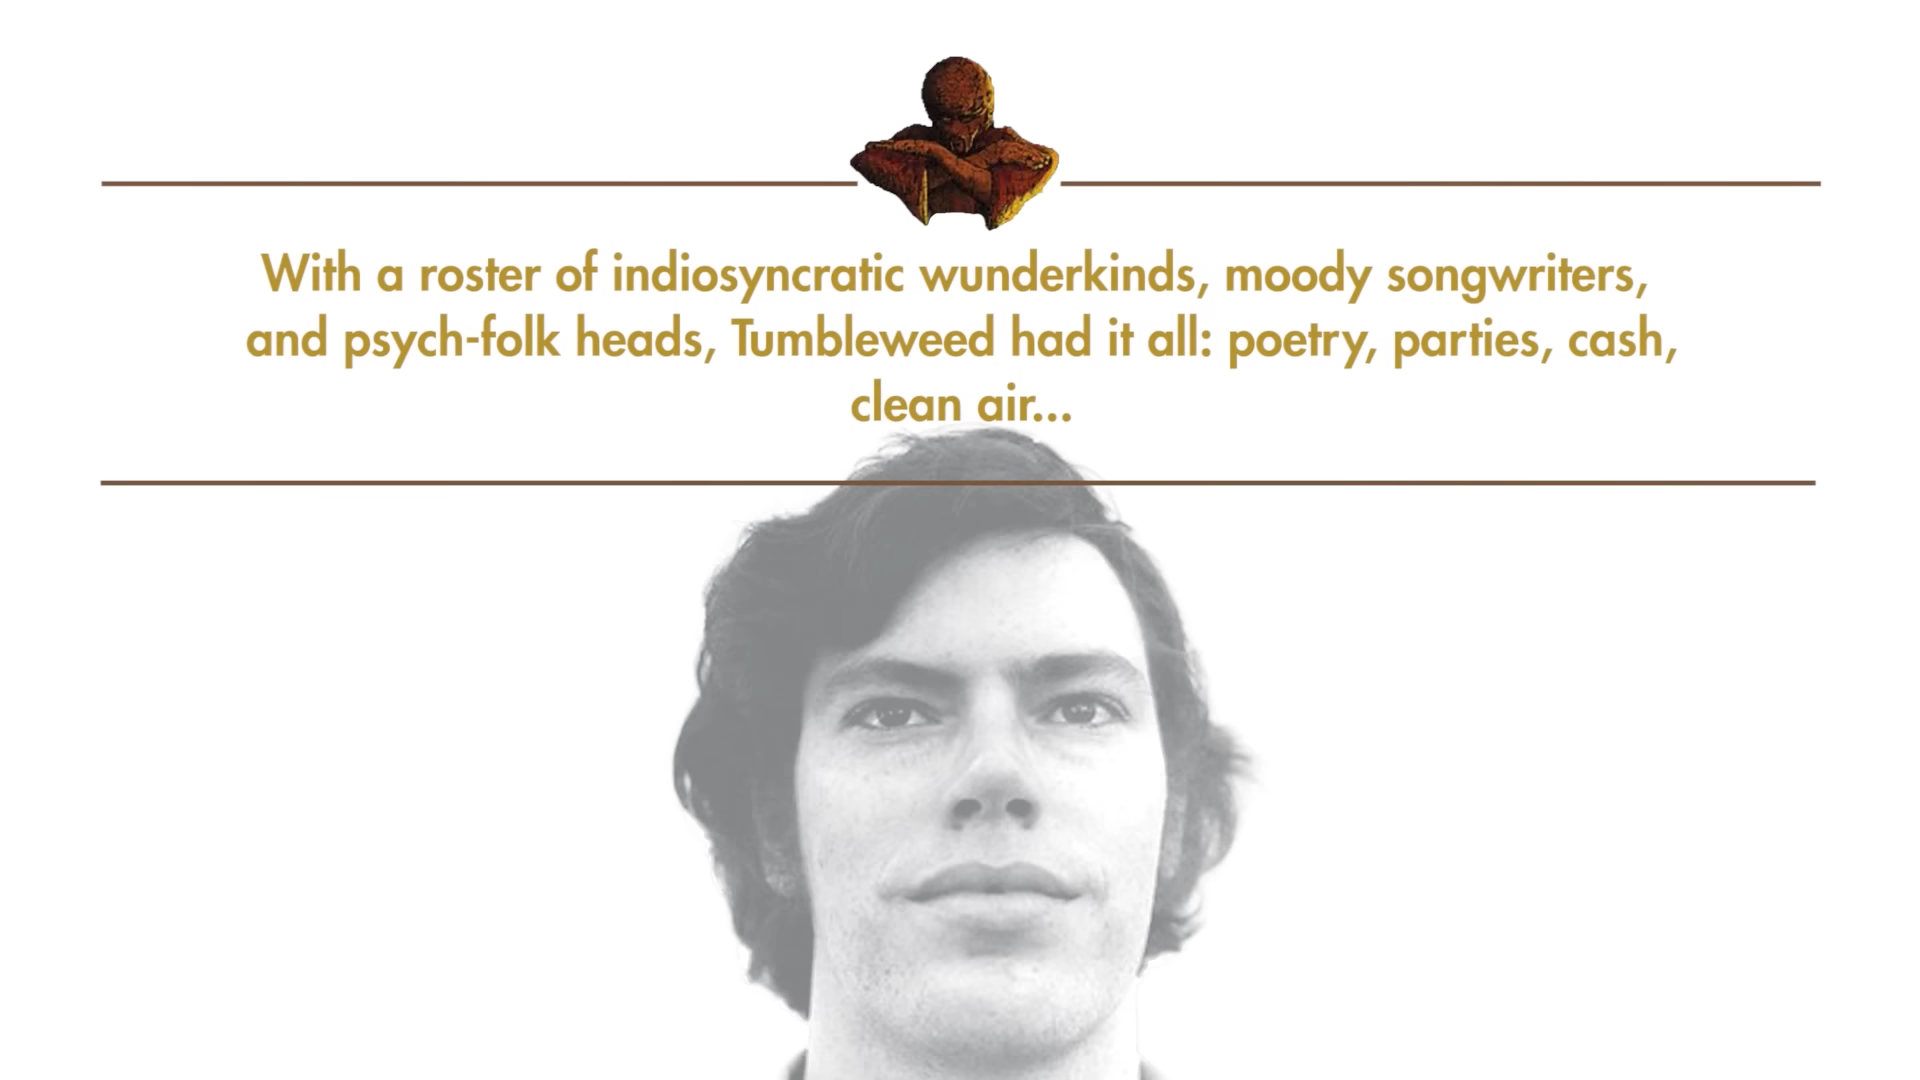 With a roster of indiosyncratic wunderkinds, moody songwriters,
and psych-folk heads, Tumbleweed had it all: poetry, parties, cash,
clean air...